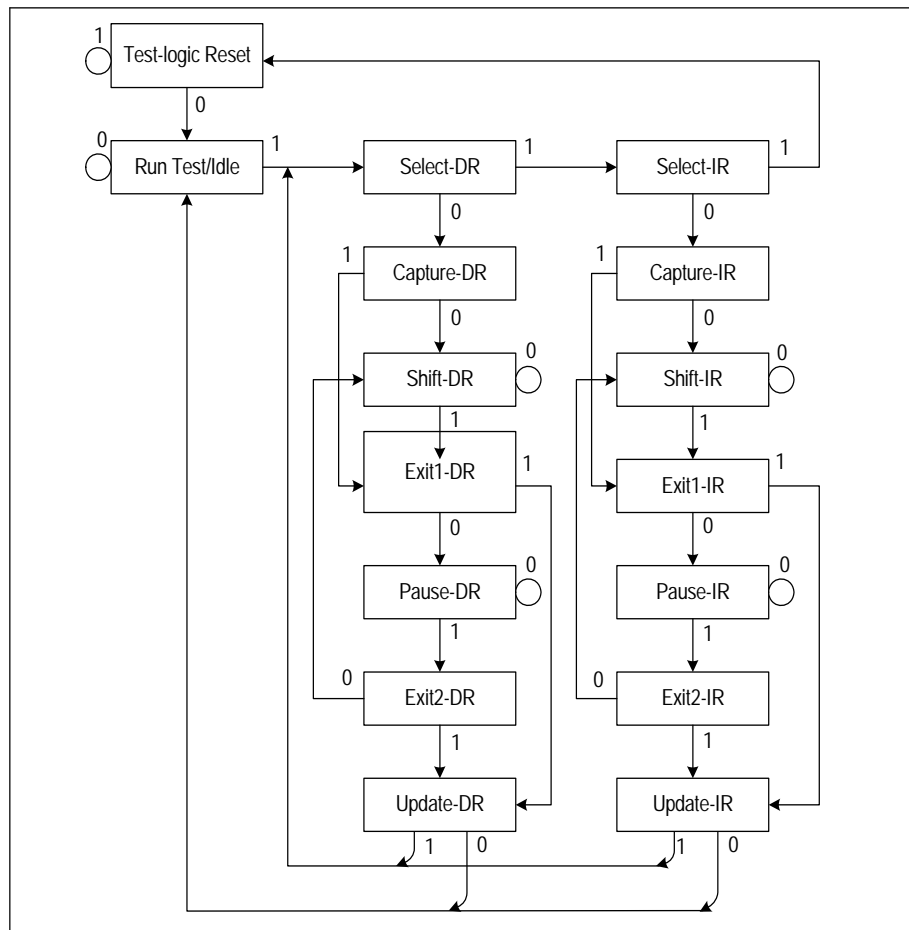 1
Test-logic Reset
0
0
Run Test/Idle
1
Select-DR
1
Select-IR
1
0
0
1
Capture-DR
1
Capture-IR
0
0
Shift-DR
0
Shift-IR
0
1
1
Exit1-DR
1
Exit1-IR
1
0
0
Pause-DR
0
Pause-IR
0
1
1
0
Exit2-DR
0
Exit2-IR
1
1
Update-DR
Update-IR
1
0
1
0